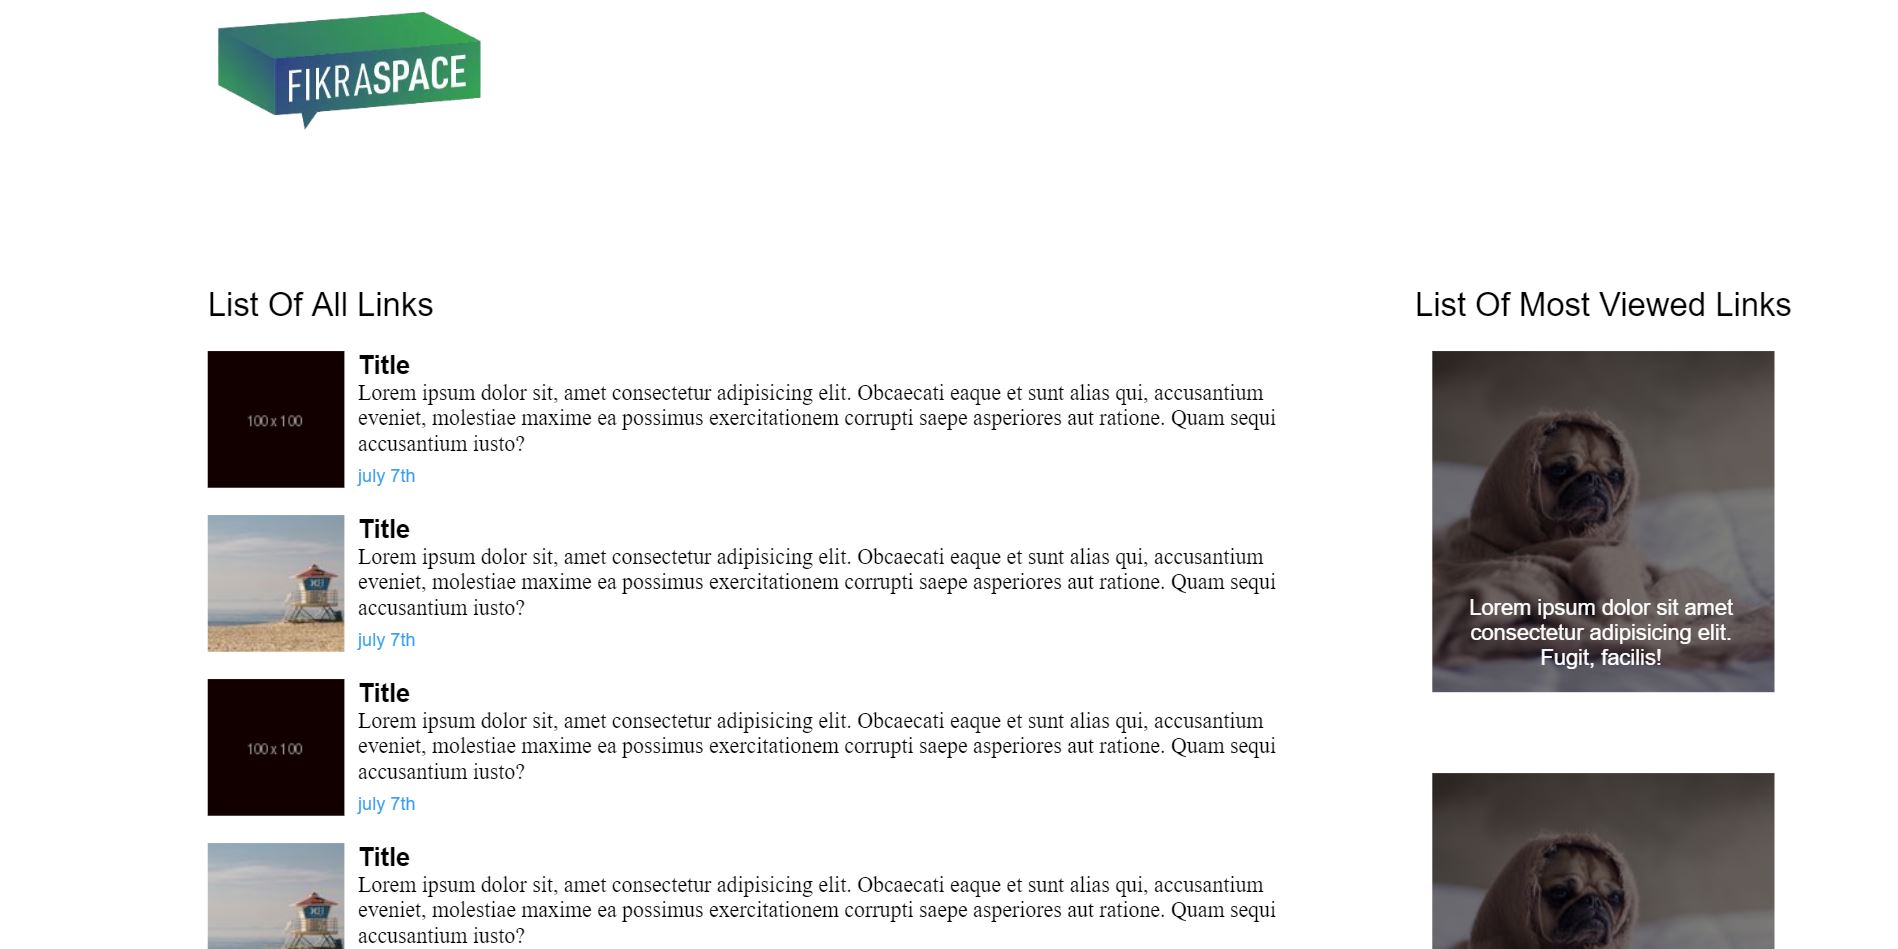 FIKRASPACE
List Of All Links
100 x 100
Title
Lorem ipsum dolor sit, amet consectetur adipisicing elit. Obcaecati eaque et sunt alias qui, accusantium
eveniet, molestiae maxime ea possimus exercitationem corrupti saepe asperiores aut ratione. Quam sequi
accusantium iusto?
july 7th
Title
Lorem ipsum dolor sit, amet consectetur adipisicing elit. Obcaecati eaque et sunt alias qui, accusantium
eveniet, molestiae maxime ea possimus exercitationem corrupti saepe asperiores aut ratione. Quam sequi
accusantium iusto?
july 7th
100 x 100
Title
Lorem ipsum dolor sit, amet consectetur adipisicing elit. Obcaecati eaque et sunt alias qui, accusantium
eveniet, molestiae maxime ea possimus exercitationem corrupti saepe asperiores aut ratione. Quam sequi
accusantium iusto?
july 7th
Title
Lorem ipsum dolor sit, amet consectetur adipisicing elit. Obcaecati eaque et sunt alias qui, accusantium
eveniet, molestiae maxime ea possimus exercitationem corrupti saepe asperiores aut ratione. Quam sequi
accusantium iusto?
List Of Most Viewed Links
Lorem ipsum dolor sit amet
consectetur adipisicing elit.
Fugit, facilis!